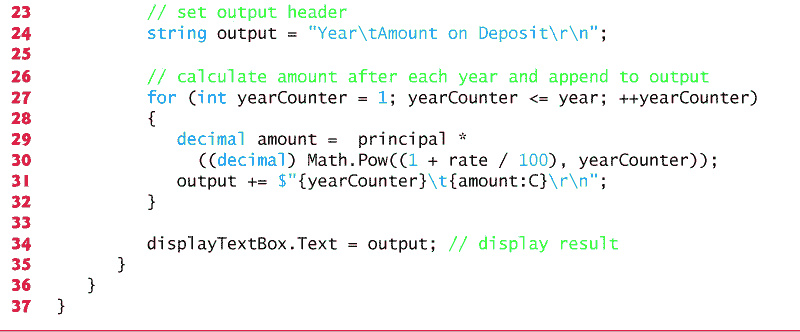 23 // set output header
24 string output = "Year\tAmount on Deposit\r\n";
25
26 // calculate amount after each year and append to output
27 for (int yearCounter = 1; yearCounter <= year; ++yearCounter)
28 {
29 decimal amount =  principal *
30 ((decimal) Math.Pow((1 + rate / 100), yearCounter));
31 output += $"{yearCounter}\t{amount:C}\r\n";
32 }
33
34 displayTextBox.Text = output; // display result
35 }
36 }
37 }